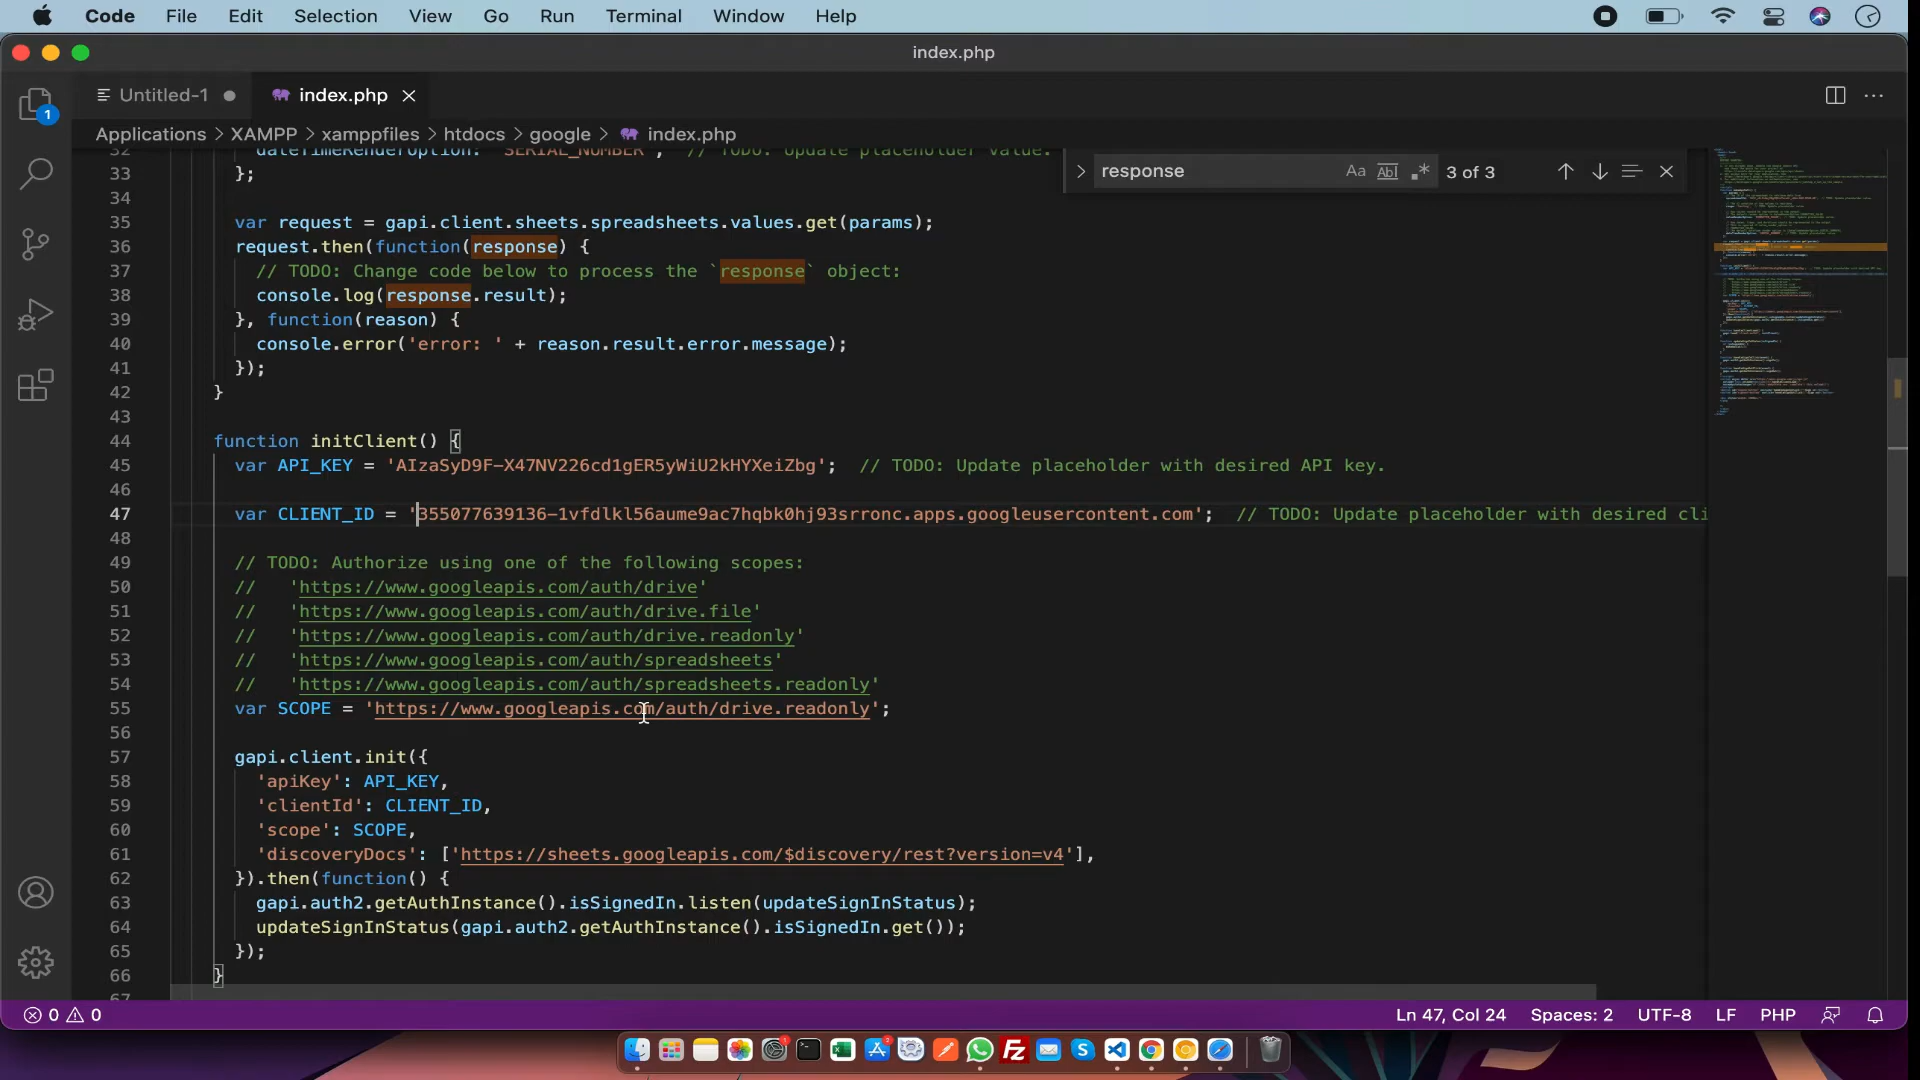 Code File Edit Selection View Go Run Terminal Window Help
index.php
Untitled-1 index.php
Applications > XAMPP > xamppfiles > htdocs > google > index.php
response Aa Abl .* 3 of 3
32 dateTimeRenderOption: 'SERIAL_NUMBER', // TODO: Update placeholder value.
33 };
34
35 var request = gapi.client.sheets.spreadsheets.values.get(params);
36 request.then(function(response) {
37 // TODO: Change code below to process the `response` object:
38 console.log(response.result);
39 }, function(reason) {
40 console.error('error: ' + reason.result.error.message);
41 });
42 }
43
44 function initClient() {
45 var API_KEY = 'AIzaSyD9F-X47NV226cd1gER5yWiU2kHYXeiZbg'; // TODO: Update placeholder with desired API key.
46
47 var CLIENT_ID = '355077639136-1vfdlkl56aume9ac7hqbk0hj93srronc.apps.googleusercontent.com'; // TODO: Update placeholder with desired cli
48
49 // TODO: Authorize using one of the following scopes:
50 // 'https://www.googleapis.com/auth/drive'
51 // 'https://www.googleapis.com/auth/drive.file'
52 // 'https://www.googleapis.com/auth/drive.readonly'
53 // 'https://www.googleapis.com/auth/spreadsheets'
54 // 'https://www.googleapis.com/auth/spreadsheets.readonly'
55 var SCOPE = 'https://www.googleapis.com/auth/drive.readonly';
56
57 gapi.client.init({
58 'apiKey': API_KEY,
59 'clientId': CLIENT_ID,
60 'scope': SCOPE,
61 'discoveryDocs': ['https://sheets.googleapis.com/$discovery/rest?version=v4'],
62 }).then(function() {
63 gapi.auth2.getAuthInstance().isSignedIn.listen(updateSignInStatus);
64 updateSignInStatus(gapi.auth2.getAuthInstance().isSignedIn.get());
65 });
66 }
67
0 0 Ln 47, Col 24 Spaces: 2 UTF-8 LF PHP